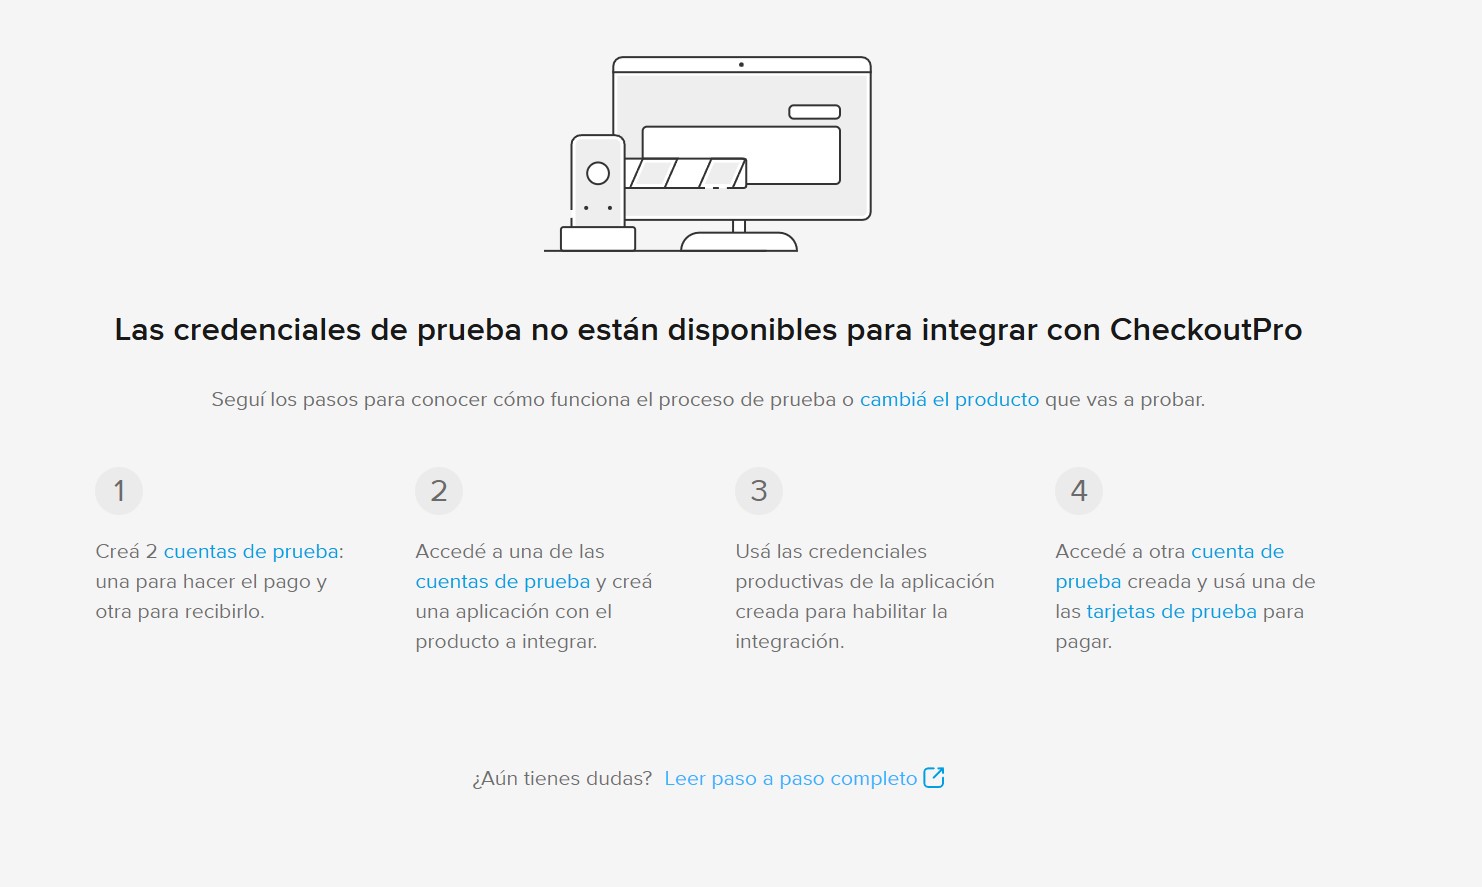 Las credenciales de prueba no están disponibles para integrar con CheckoutPro
Seguí los pasos para conocer cómo funciona el proceso de prueba o cambiá el producto que vas a probar.
1
Creá 2 cuentas de prueba:
una para hacer el pago y
otra para recibirlo.
2
Accedé a una de las
cuentas de prueba y creá
una aplicación con el
producto a integrar.
3
Usá las credenciales
productivas de la aplicación
creada para habilitar la
integración.
4
Accedé a otra cuenta de
prueba creada y usá una de
las tarjetas de prueba para
pagar.
¿Aún tienes dudas? Leer paso a paso completo